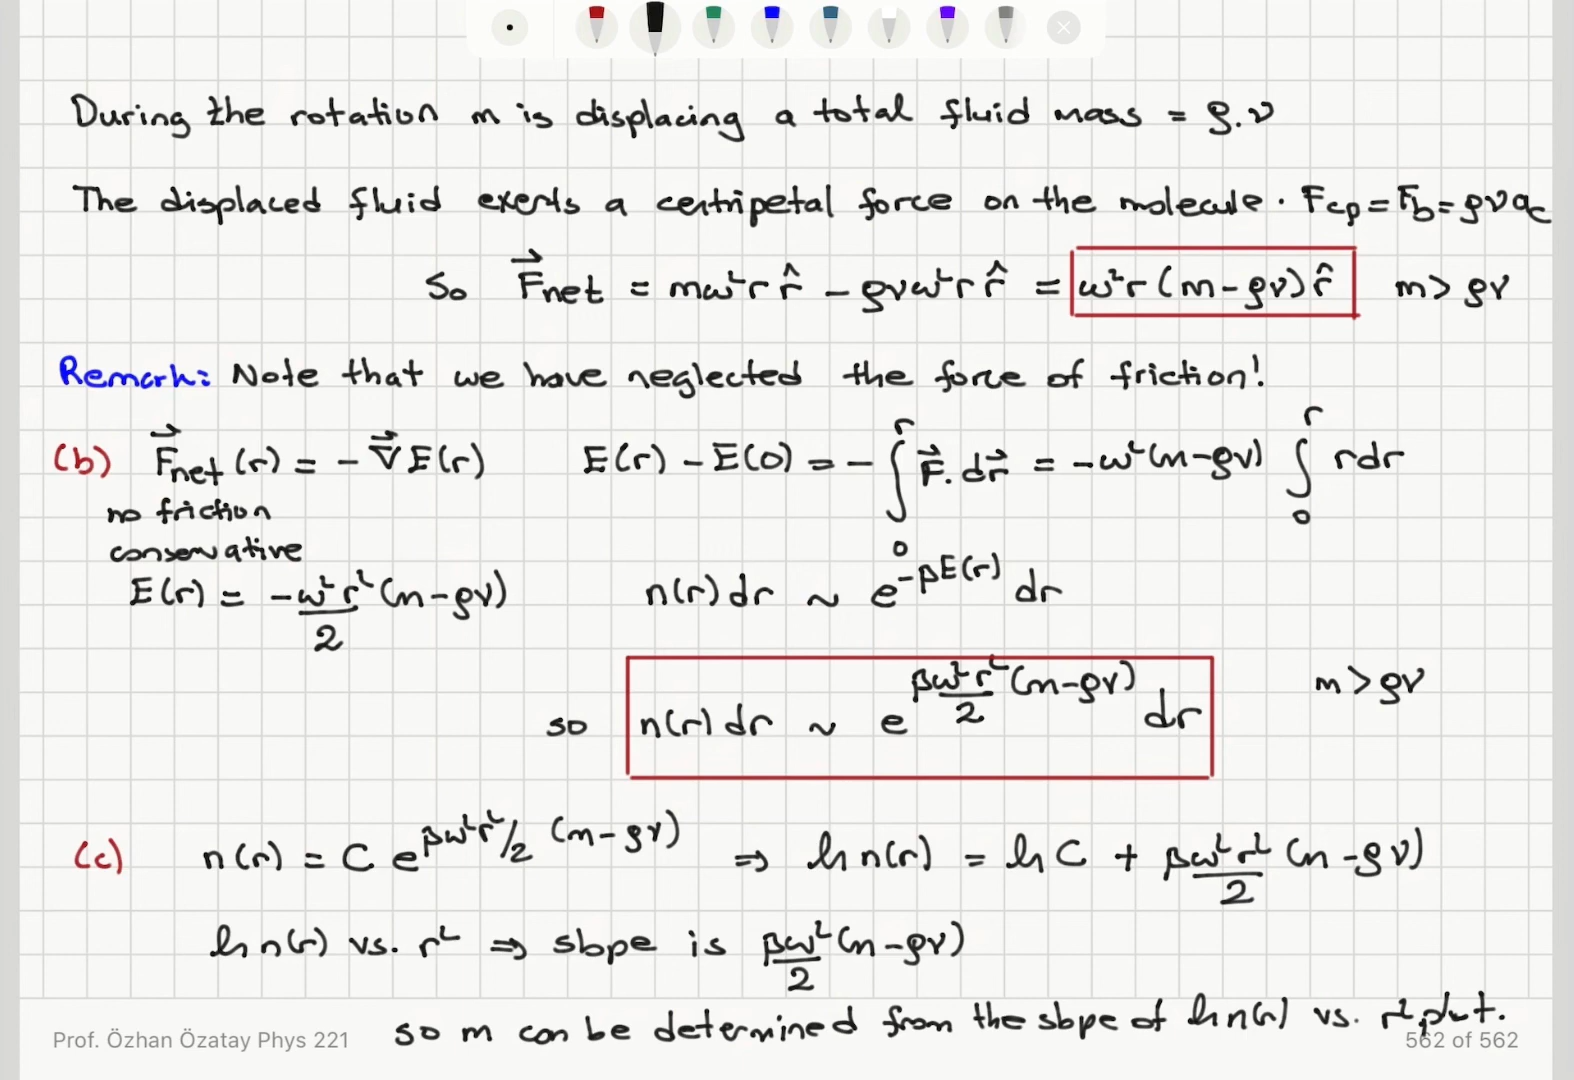 During the rotation m is displacing a total fluid mass = ρ.v
The displaced fluid exerts a centripetal force on the molecule. Fcp = Fb = ρvac
So F⃗net = mω²r r̂ - ρvω²r r̂ = ω²r(m-ρv)r̂ m > ρv
Remark: Note that we have neglected the force of friction!
(b) F⃗net(r) = -∇⃗E(r) E(r) - E(0) = -∫₀ʳ F⃗.dr⃗ = -ω²(m-ρv) ∫₀ʳ rdr
no friction
conservative
E(r) = -ω²r²/2 (m-ρv) n(r)dr ~ e^(-βE(r)) dr
so n(r)dr ~ e^(βω²r²/2 (m-ρv)) dr m > ρv
(c) n(r) = C e^(βω²r²/2 (m-ρv)) ⇒ ln n(r) = ln C + βω²r²/2 (m-ρv)
ln n(r) vs. r² ⇒ slope is βω²/2 (m-ρv)
so m can be determined from the slope of ln n(r) vs. r² plot.
Prof. Özhan Özatay Phys 221
562 of 562